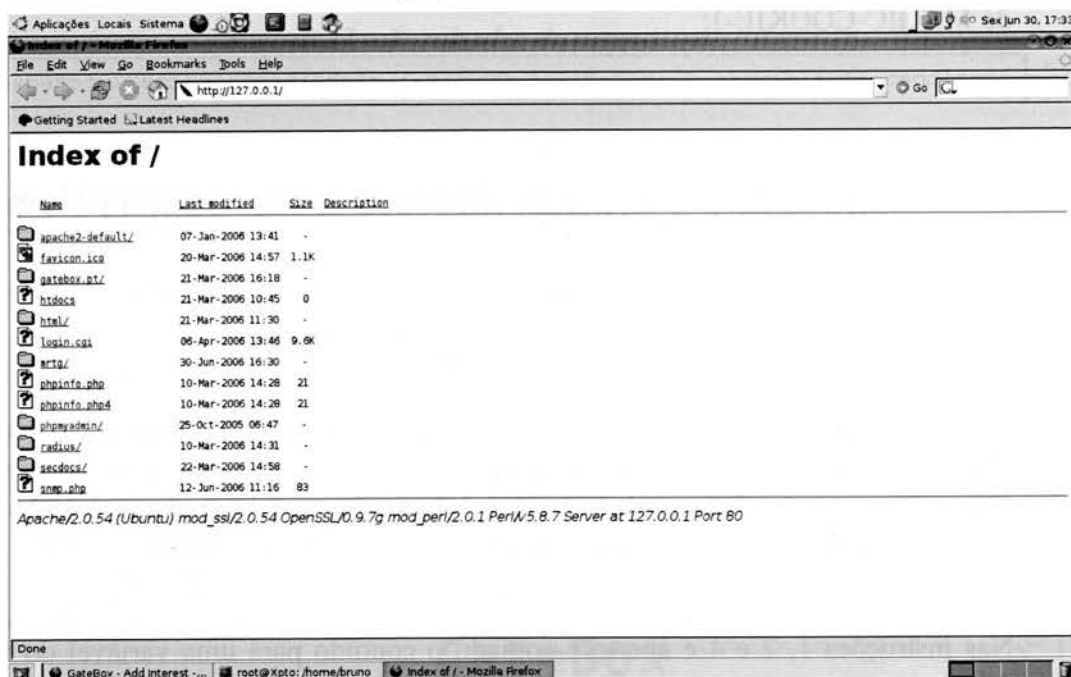 Aplicações Locais Sistema Sex Jun 30, 17:33
Index of / - Mozilla Firefox
File Edit View Go Bookmarks Tools Help
http://127.0.0.1/ Go
Getting Started Latest Headlines
Index of /
Name Last modified Size Description
apache2-default/ 07-Jan-2006 13:41 -
favicon.ico 20-Mar-2006 14:57 1.1K
gatebox.pt/ 21-Mar-2006 16:18 -
htdocs 21-Mar-2006 10:45 0
html/ 21-Mar-2006 11:30 -
login.cgi 06-Apr-2006 13:46 9.6K
mrtg/ 30-Jun-2006 16:30 -
phpinfo.php 10-Mar-2006 14:28 21
phpinfo.php4 10-Mar-2006 14:28 21
phpmyadmin/ 25-Oct-2005 06:47 -
radius/ 10-Mar-2006 14:31 -
secdocs/ 22-Mar-2006 14:58 -
snmp.php 12-Jun-2006 11:16 83
Apache/2.0.54 (Ubuntu) mod_ssl/2.0.54 OpenSSL/0.9.7g mod_perl/2.0.1 Perl/v5.8.7 Server at 127.0.0.1 Port 80
Done
GateBox - Add Interest -... root@Xpto: /home/bruno Index of / - Mozilla Firefox